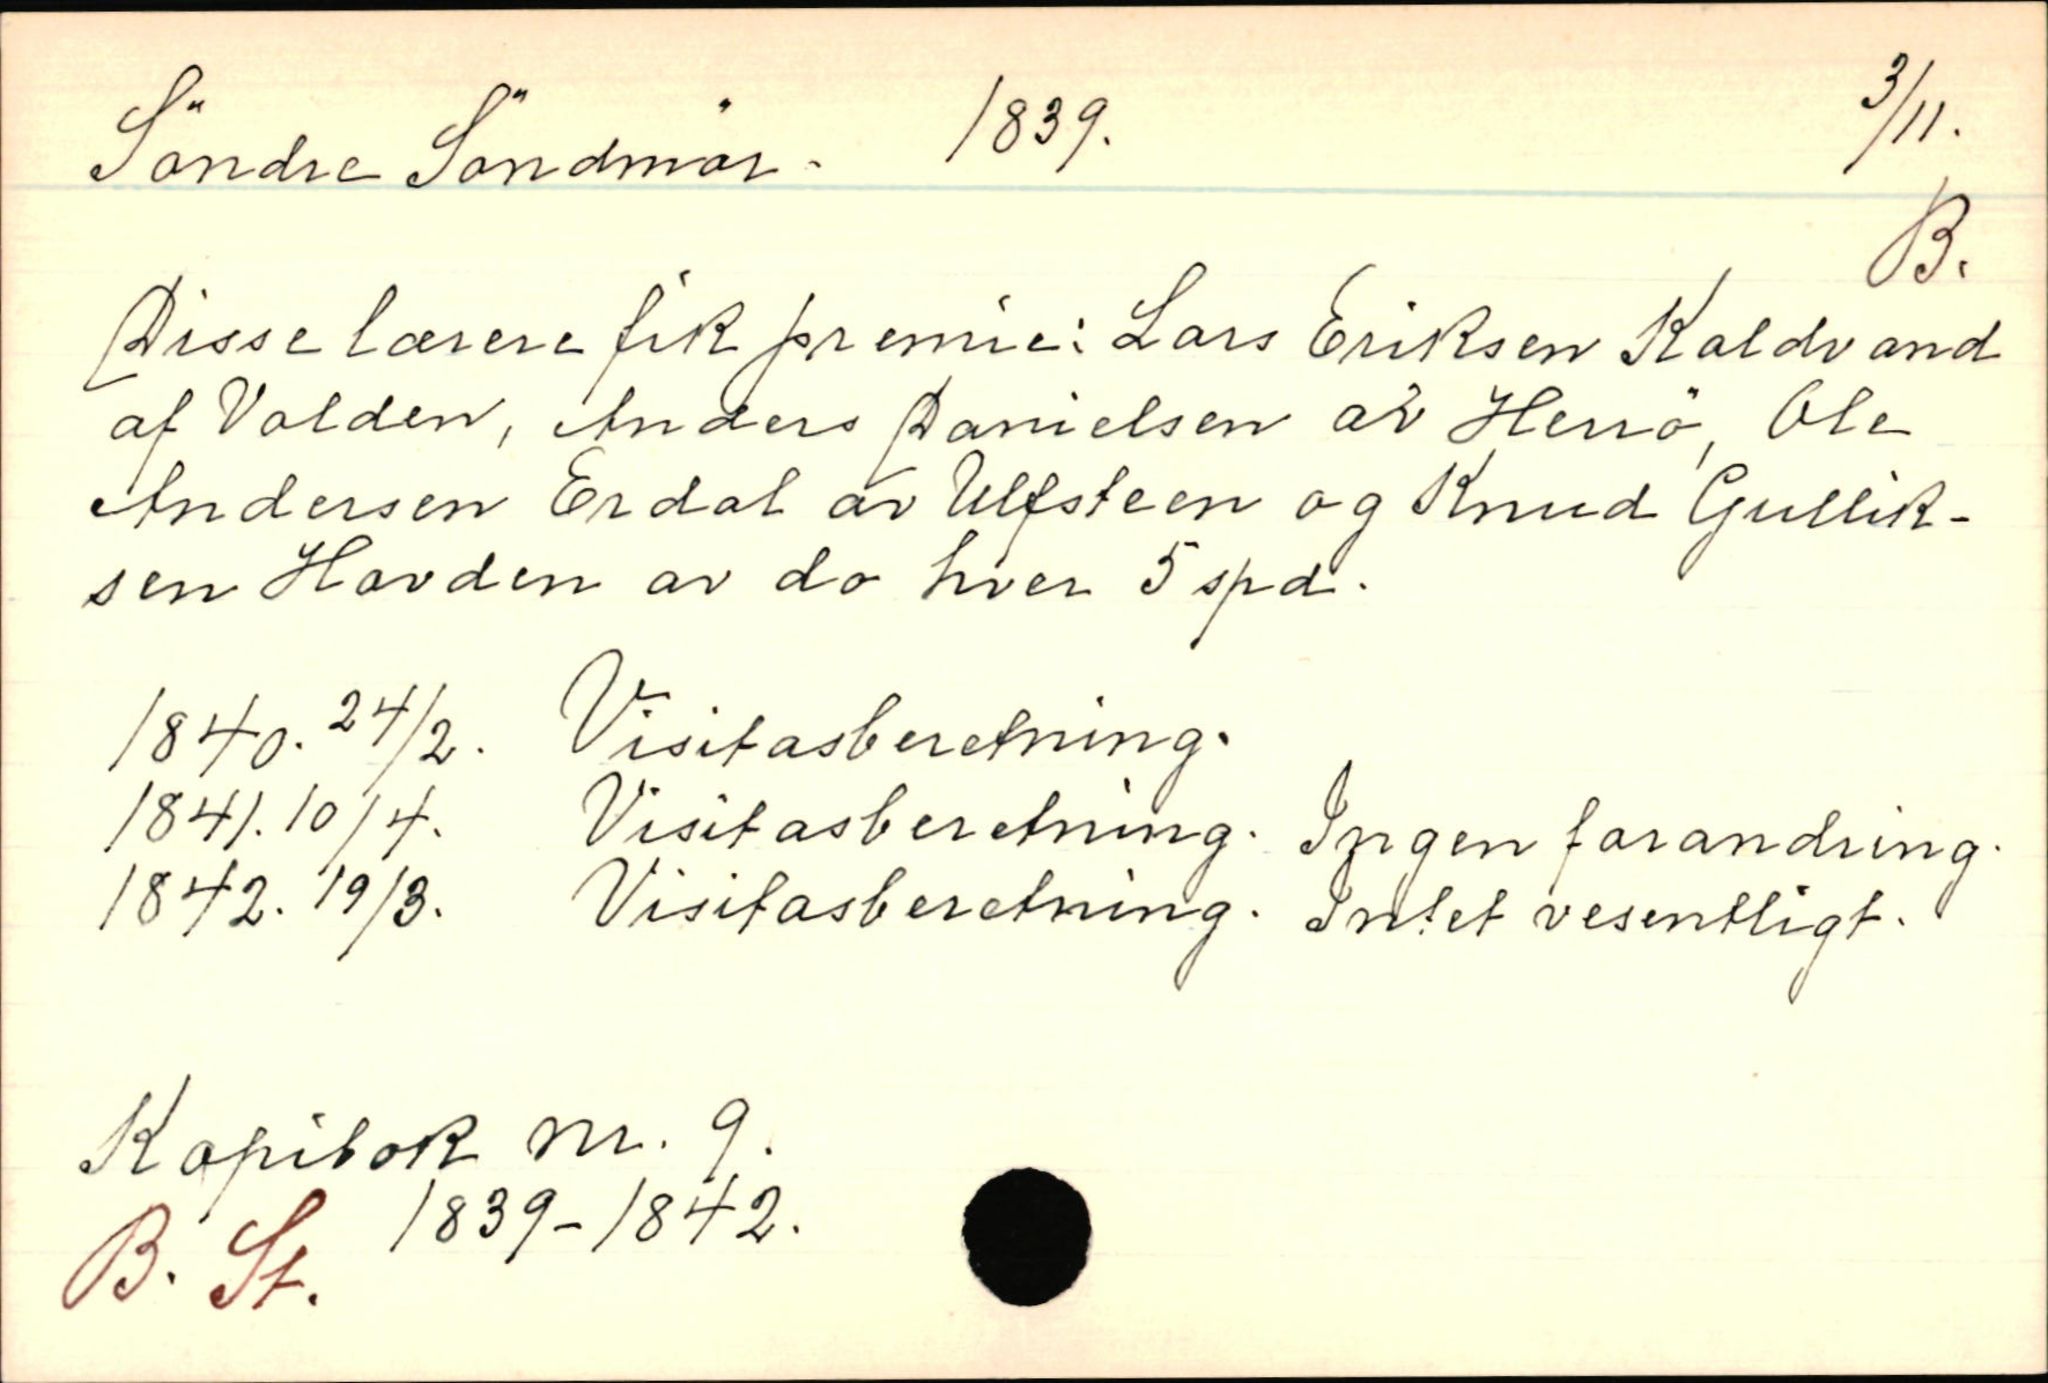 Söndre Söndmör. 1839. 3/11.
B.
Disse lærere fik premie: Lars Eriksen Kaldvand
af Volden, Anders Danielsen av Herrö, Ole
Andersen Erdal av Ulfsteen og Knud Gullik-
sen Havden av do hver 5 spd.
1840. 24/2. Visitasberetning.
1841. 10/4. Visitasberetning. Ingen forandring.
1842. 19/3. Visitasberetning. Intet vesentligt.
Kopibok nr. 9.
1839-1842.
B. St.